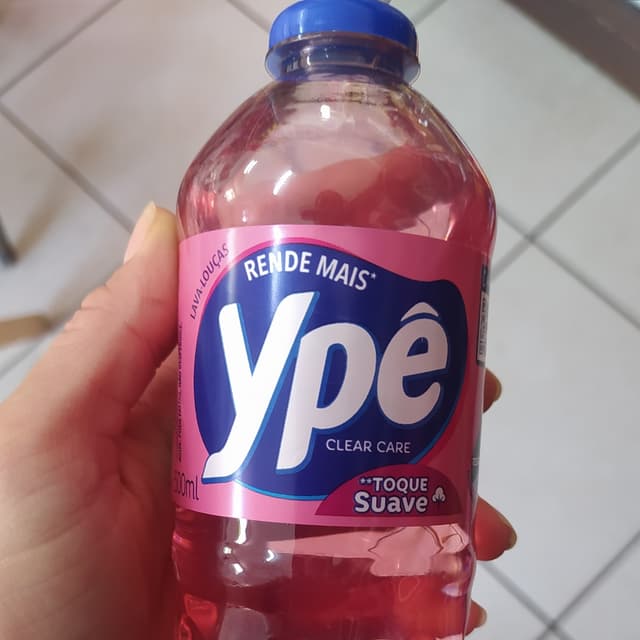 LAVA-LOUÇAS
RENDE MAIS*
Ypê
CLEAR CARE
**TOQUE
Suave